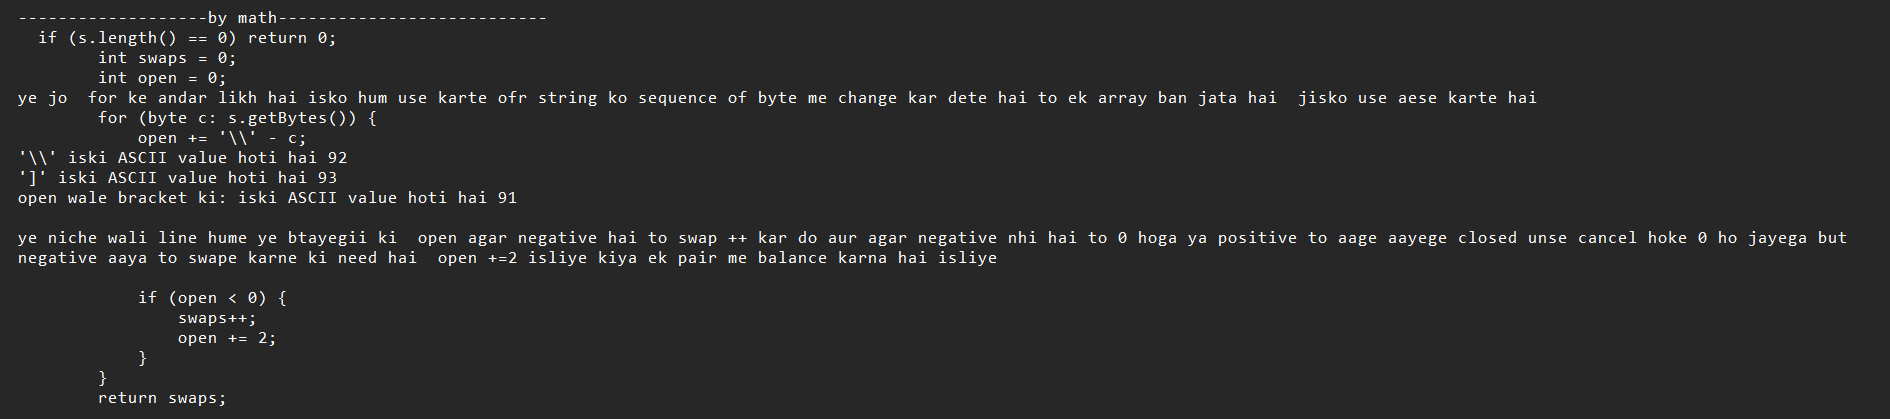 -------------------by math---------------------------
if (s.length() == 0) return 0;
int swaps = 0;
int open = 0;
ye jo  for ke andar likh hai isko hum use karte ofr string ko sequence of byte me change kar dete hai to ek array ban jata hai  jisko use aese karte hai
for (byte c: s.getBytes()) {
open += '\\' - c;
'\\' iski ASCII value hoti hai 92
']' iski ASCII value hoti hai 93
open wale bracket ki: iski ASCII value hoti hai 91
ye niche wali line hume ye btayegii ki  open agar negative hai to swap ++ kar do aur agar negative nhi hai to 0 hoga ya positive to aage aayege closed unse cancel hoke 0 ho jayega but
negative aaya to swape karne ki need hai  open +=2 isliye kiya ek pair me balance karna hai isliye
if (open < 0) {
swaps++;
open += 2;
}
}
return swaps;